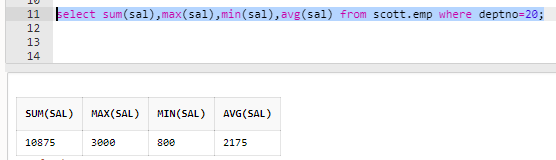 11 select sum(sal),max(sal),min(sal),avg(sal) from scott.emp where deptno=20;
12
13
14
SUM(SAL) MAX(SAL) MIN(SAL) AVG(SAL)
10875 3000 800 2175